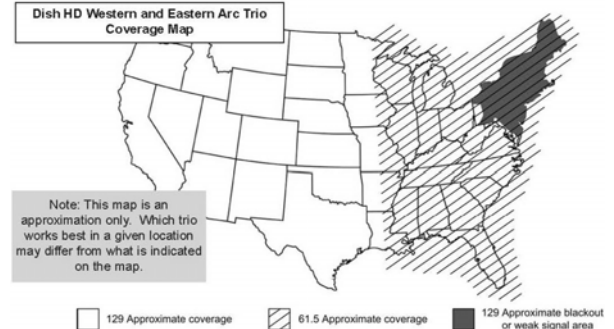 Dish HD Western and Eastern Arc Trio
Coverage Map
Note: This map is an
approximation only. Which trio
works best in a given location
may differ from what is indicated
on the map.
129 Approximate coverage
61.5 Approximate coverage
129 Approximate blackout
or weak signal area